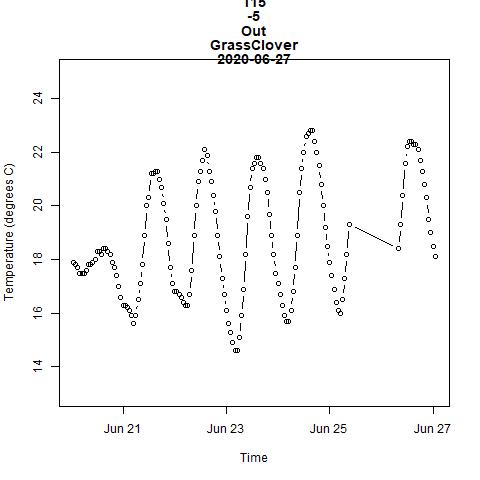 T15
-5
Out
GrassClover
2020-06-27
Temperature (degrees C)
24
22
20
18
16
14
Jun 21
Jun 23
Jun 25
Jun 27
Time